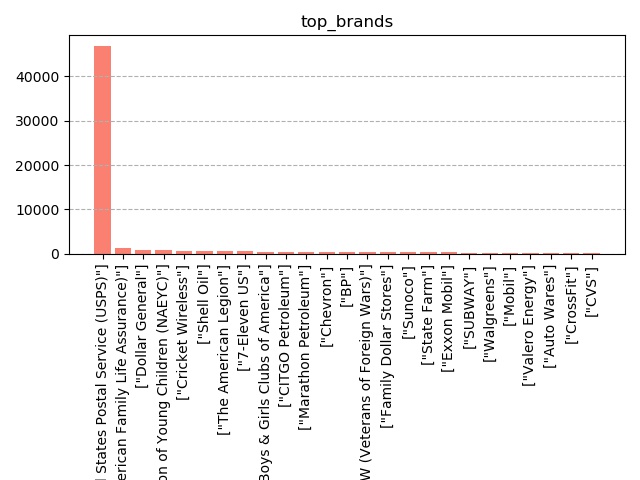 top_brands
40000
30000
20000
10000
0
States Postal Service (USPS)"]
erican Family Life Assurance)"]
["Dollar General"]
on of Young Children (NAEYC)"]
["Cricket Wireless"]
["Shell Oil"]
["The American Legion"]
["7-Eleven US"]
Boys & Girls Clubs of America"]
["CITGO Petroleum"]
["Marathon Petroleum"]
["Chevron"]
["BP"]
W (Veterans of Foreign Wars)"]
["Family Dollar Stores"]
["Sunoco"]
["State Farm"]
["Exxon Mobil"]
["SUBWAY"]
["Walgreens"]
["Mobil"]
["Valero Energy"]
["Auto Wares"]
["CrossFit"]
["CVS"]